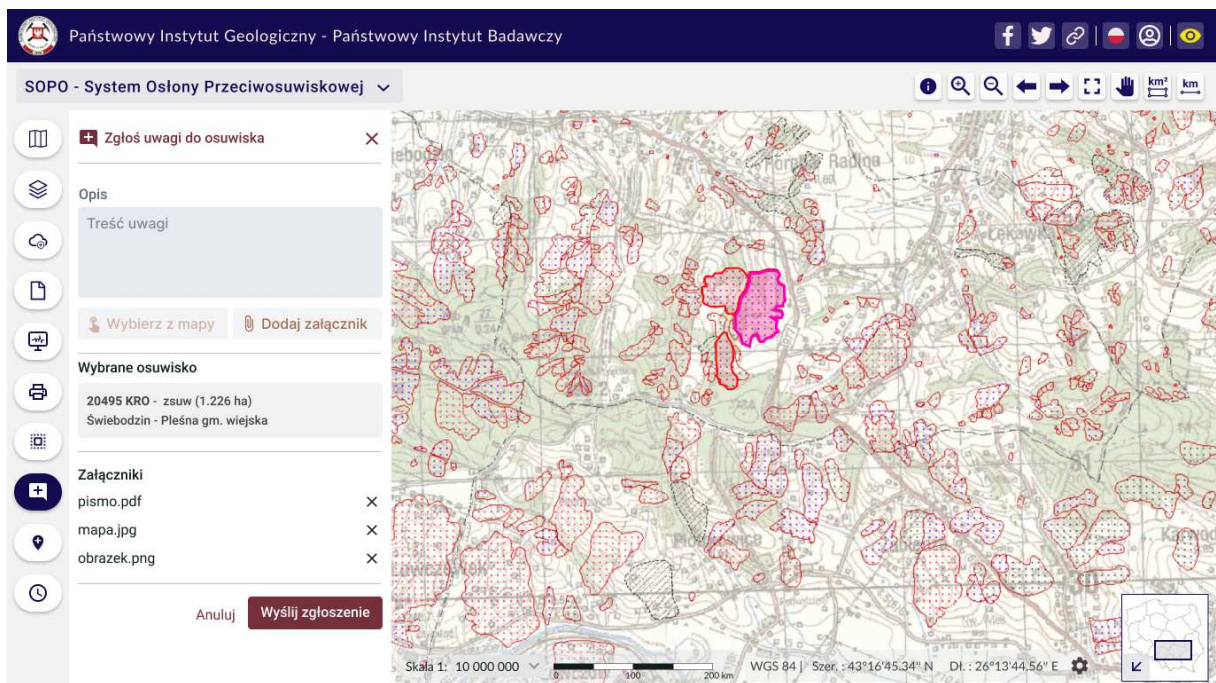 Państwowy Instytut Geologiczny - Państwowy Instytut Badawczy
SOPO - System Osłony Przeciwosuwiskowej
km² km
Zgłoś uwagi do osuwiska
Opis
Treść uwagi
Wybierz z mapy Dodaj załącznik
Wybrane osuwisko
20495 KRO - zsuw (1.226 ha)
Świebodzin - Pleśna gm. wiejska
Załączniki
pismo.pdf
mapa.jpg
obrazek.png
Anuluj Wyślij zgłoszenie
Radlna
Skala 1: 10 000 000
0 100 200 km
WGS 84 | Szer. : 43°16'45.34" N Dł. : 26°13'44.56" E